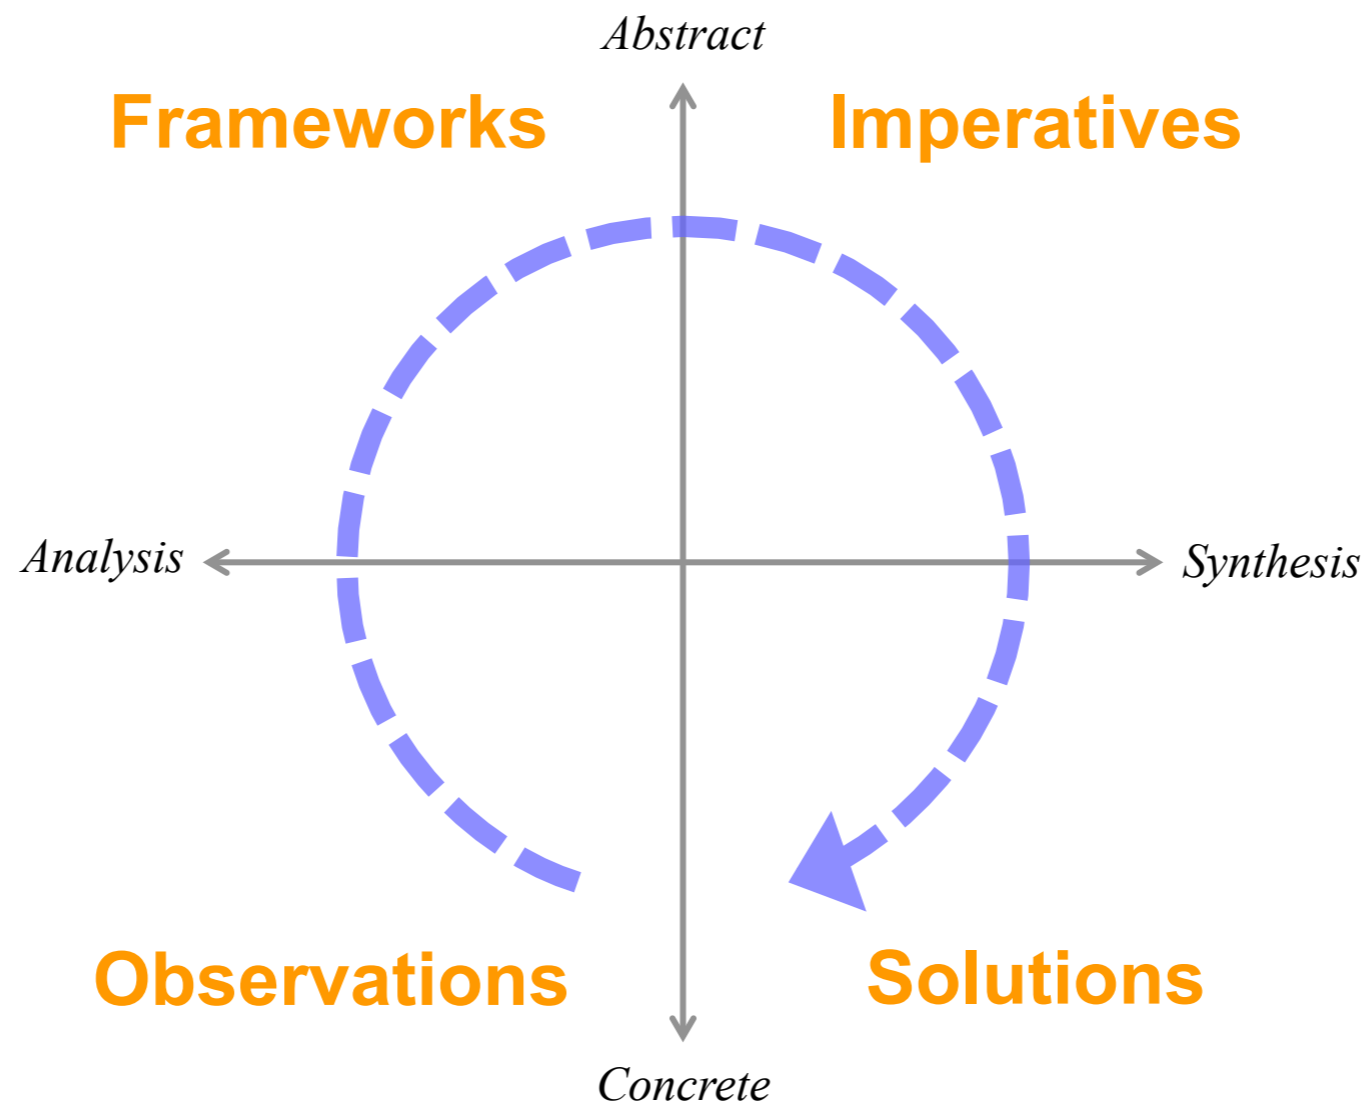 Abstract
Frameworks
Imperatives
Analysis
Synthesis
Observations
Solutions
Concrete